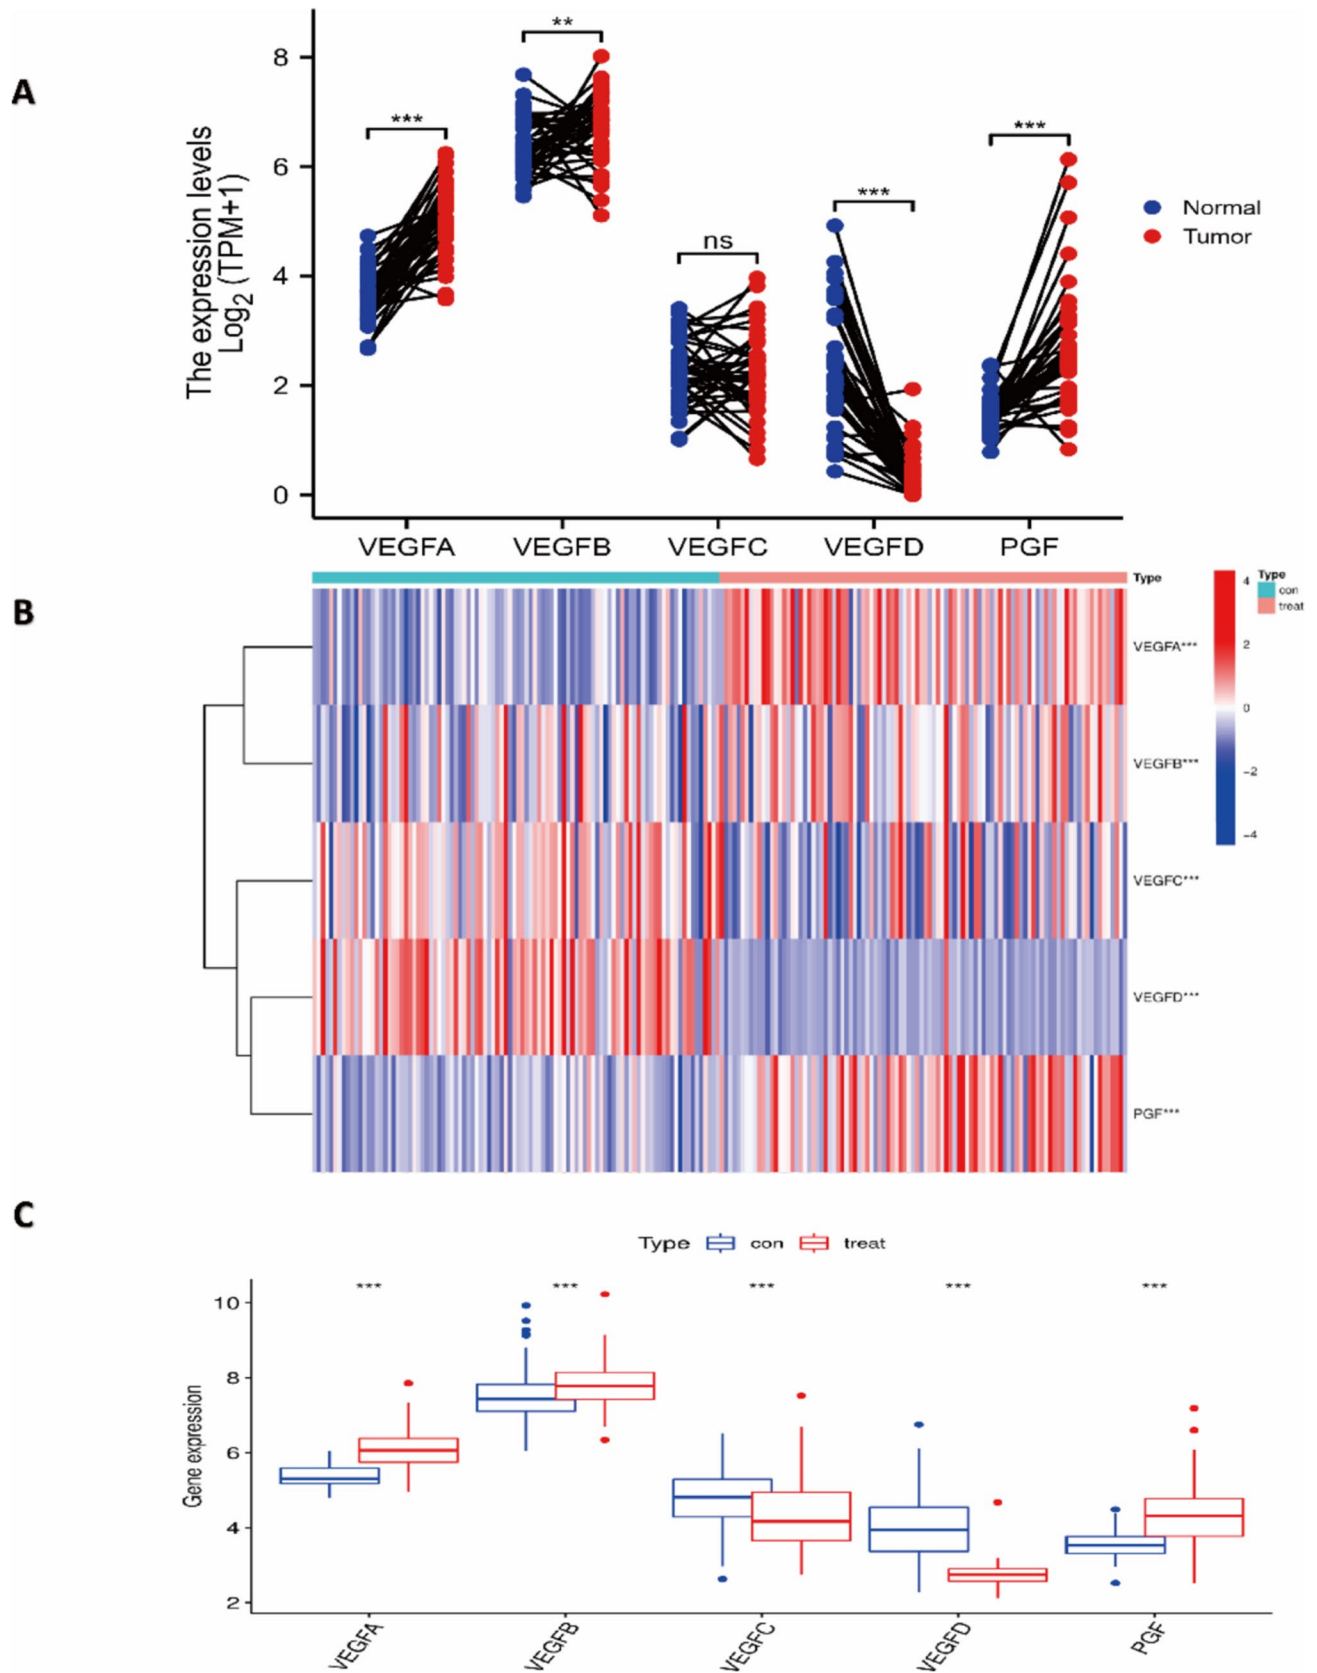 A
The expression levels
Log2 (TPM+1)
8
6
4
2
0
***
**
ns
***
***
Normal
Tumor
VEGFA
VEGFB
VEGFC
VEGFD
PGF
B
Type
4
2
0
−2
−4
Type
con
treat
VEGFA***
VEGFB***
VEGFC***
VEGFD***
PGF***
C
Type con treat
Gene expression
10
8
6
4
2
***
***
***
***
***
VEGFA
VEGFB
VEGFC
VEGFD
PGF